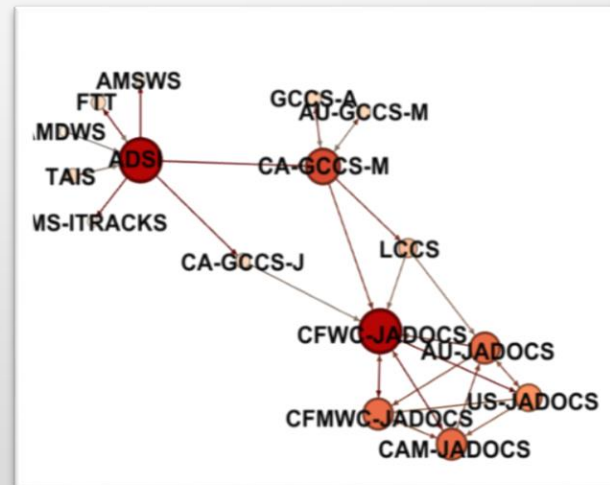 AMSWS
FTT
GCCS-A
AU-GCCS-M
MDWS
ADSI
CA-GCCS-M
TAIS
MS-ITRACKS
LCCS
CA-GCCS-J
CFWC-JADOCS
AU-JADOCS
US-JADOCS
CFMWC-JADOCS
CAM-JADOCS